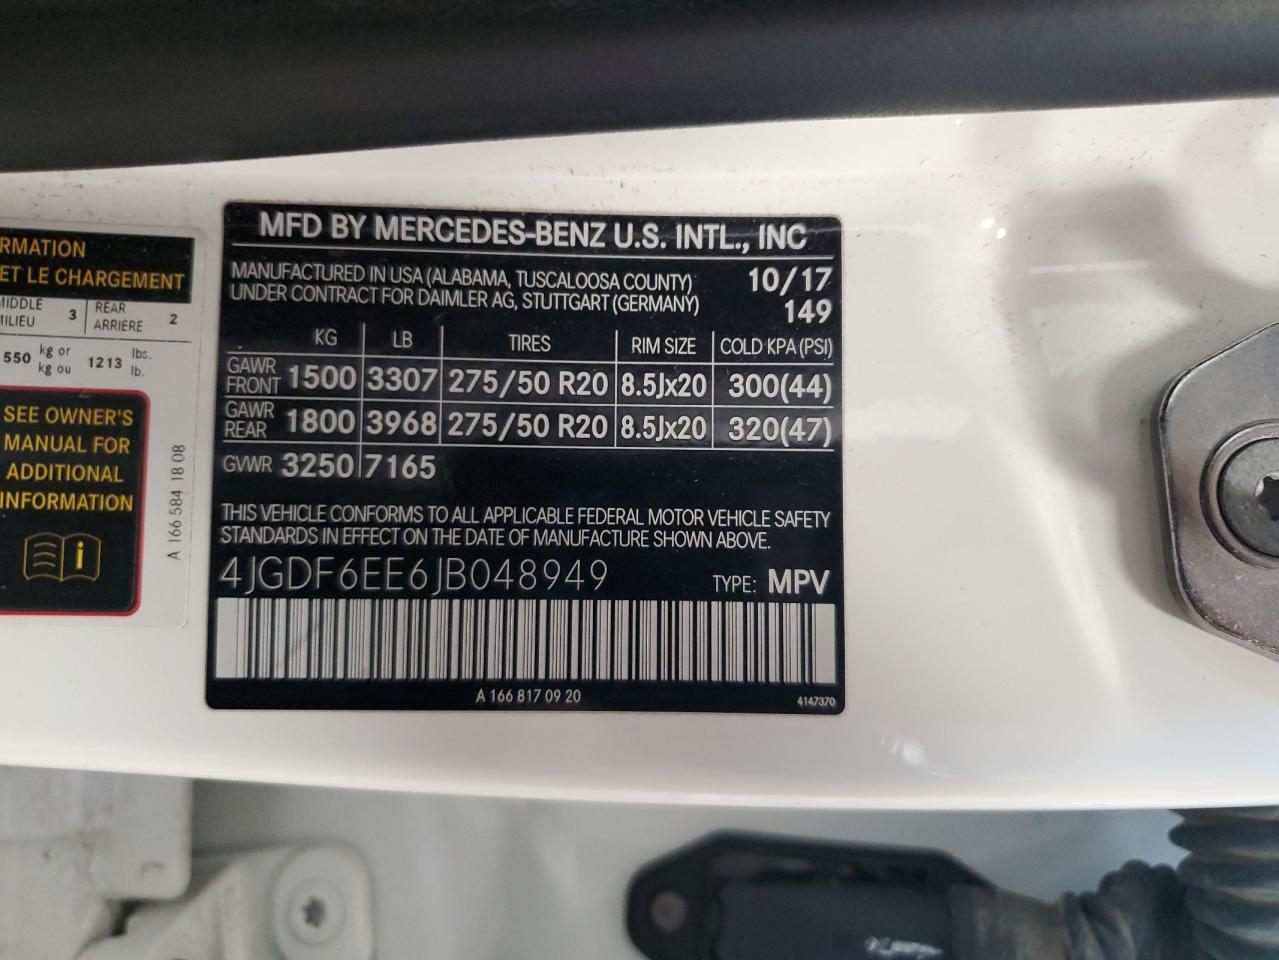 RMATION
ET LE CHARGEMENT
REAR
ARRIÈRE 2
3
550 kg or
kg ou
1213 lbs.
lb.
SEE OWNER'S
MANUAL FOR
ADDITIONAL
INFORMATION
i
A 166 584 18 08
MFD BY MERCEDES-BENZ U.S. INTL., INC
MANUFACTURED IN USA (ALABAMA, TUSCALOOSA COUNTY) 10/17
UNDER CONTRACT FOR DAIMLER AG, STUTTGART (GERMANY) 149
KG LB TIRES RIM SIZE COLD KPA (PSI)
GAWR
FRONT 1500 3307 275/50 R20 8.5Jx20 300(44)
GAWR
REAR 1800 3968 275/50 R20 8.5Jx20 320(47)
GVWR 3250 7165
THIS VEHICLE CONFORMS TO ALL APPLICABLE FEDERAL MOTOR VEHICLE SAFETY
STANDARDS IN EFFECT ON THE DATE OF MANUFACTURE SHOWN ABOVE.
4JGDF6EE6JB048949 TYPE: MPV
A 166 817 09 20
4147370